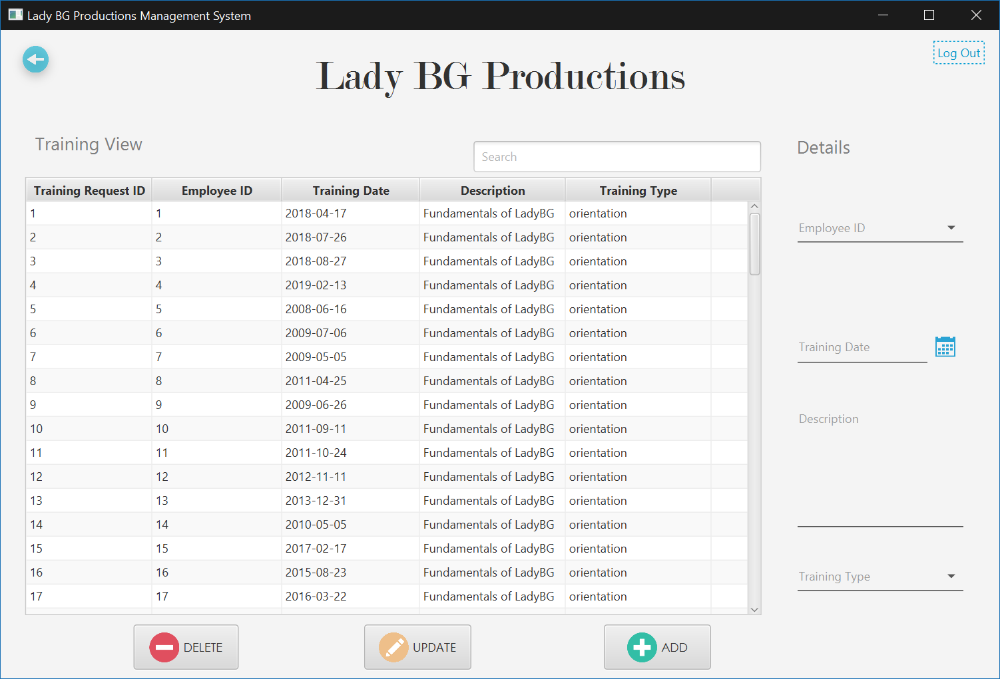 Lady BG Productions Management System
Log Out
Lady BG Productions
Training View
Search
Details
Training Request ID Employee ID Training Date Description Training Type
1 1 2018-04-17 Fundamentals of LadyBG orientation
2 2 2018-07-26 Fundamentals of LadyBG orientation
3 3 2018-08-27 Fundamentals of LadyBG orientation
4 4 2019-02-13 Fundamentals of LadyBG orientation
5 5 2008-06-16 Fundamentals of LadyBG orientation
6 6 2009-07-06 Fundamentals of LadyBG orientation
7 7 2009-05-05 Fundamentals of LadyBG orientation
8 8 2011-04-25 Fundamentals of LadyBG orientation
9 9 2009-06-26 Fundamentals of LadyBG orientation
10 10 2011-09-11 Fundamentals of LadyBG orientation
11 11 2011-10-24 Fundamentals of LadyBG orientation
12 12 2012-11-11 Fundamentals of LadyBG orientation
13 13 2013-12-31 Fundamentals of LadyBG orientation
14 14 2010-05-05 Fundamentals of LadyBG orientation
15 15 2017-02-17 Fundamentals of LadyBG orientation
16 16 2015-08-23 Fundamentals of LadyBG orientation
17 17 2016-03-22 Fundamentals of LadyBG orientation
Employee ID
Training Date
Description
Training Type
DELETE
UPDATE
ADD